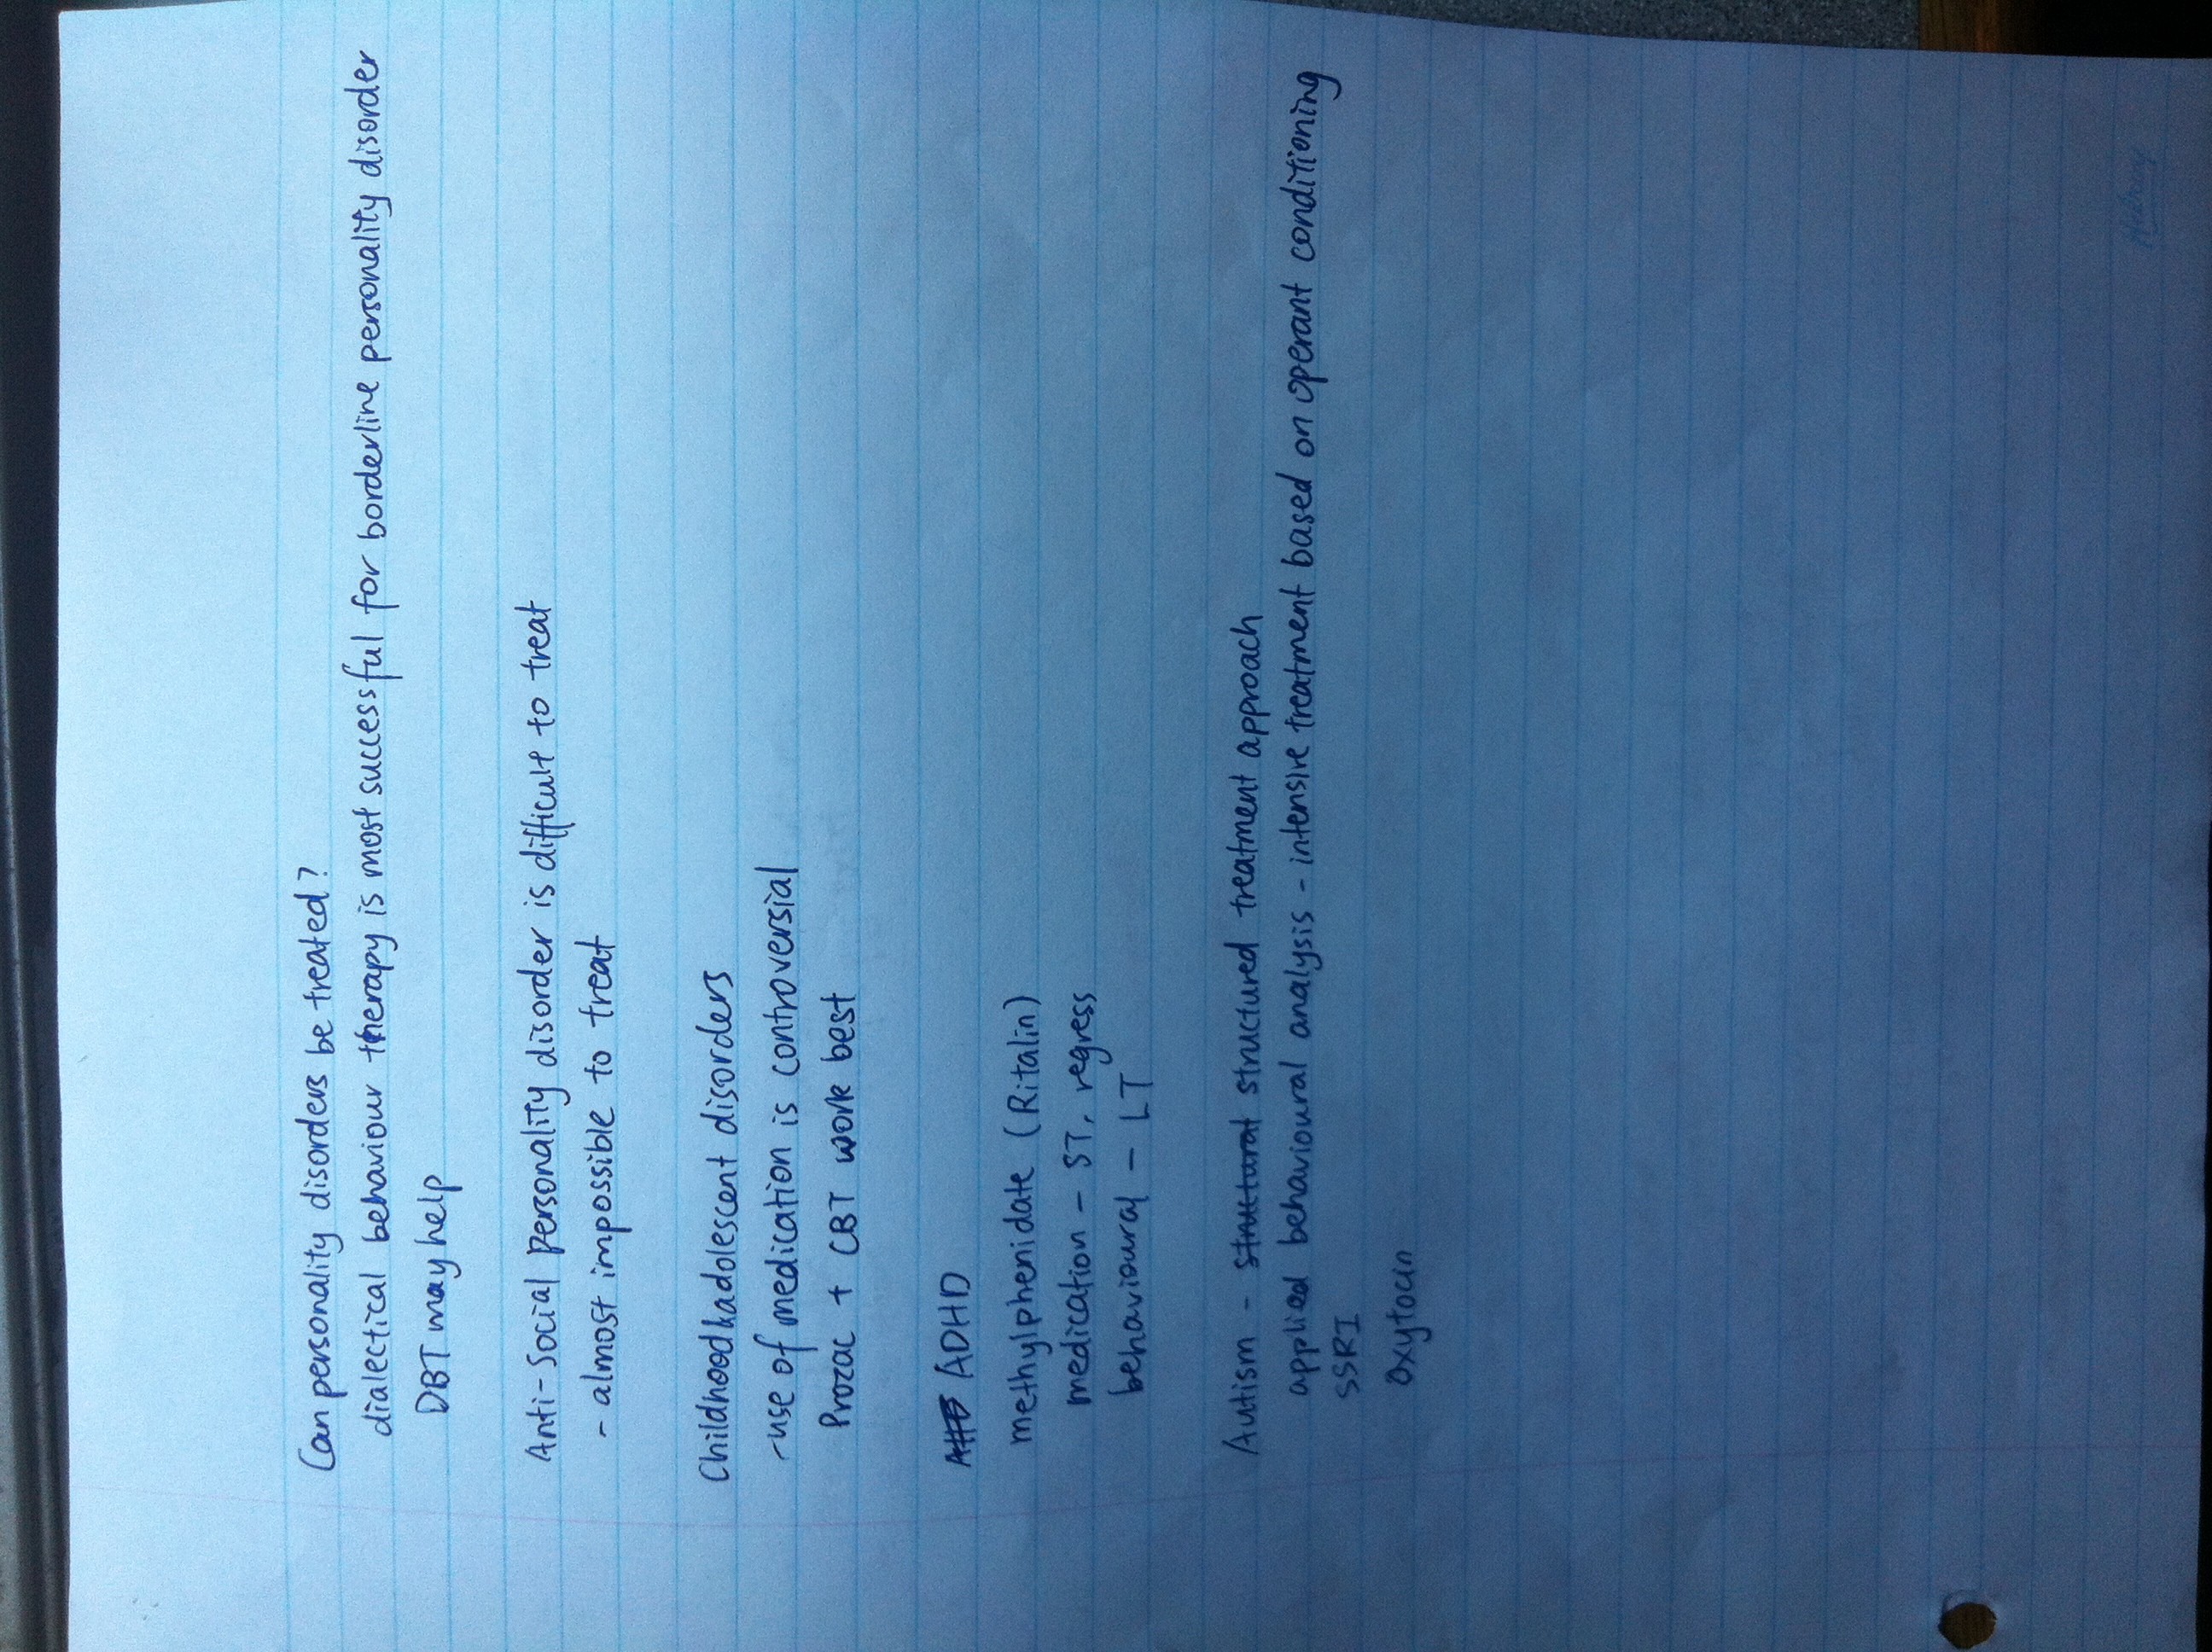 Can personality disorders be treated?
dialectical behaviour therapy is most successful for borderline personality disorder
DBT may help
Anti-Social Personality disorder is difficult to treat
- almost impossible to treat
Childhood & adolescent disorders
- use of medication is controversial
Prozac + CBT work best
ADHD
methylphenidate (Ritalin)
medication - ST, regress
behavioural - LT
Autism - structural structured treatment approach
applied behavioural analysis - intensive treatment based on operant conditioning
SSRI
oxytocin